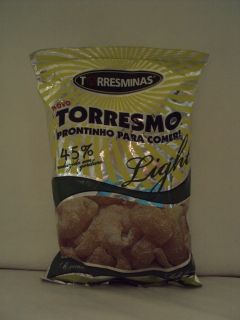 TORRESMINAS
NOVO
TORRESMO
PRONTINHO PARA COMER!
45%
Light